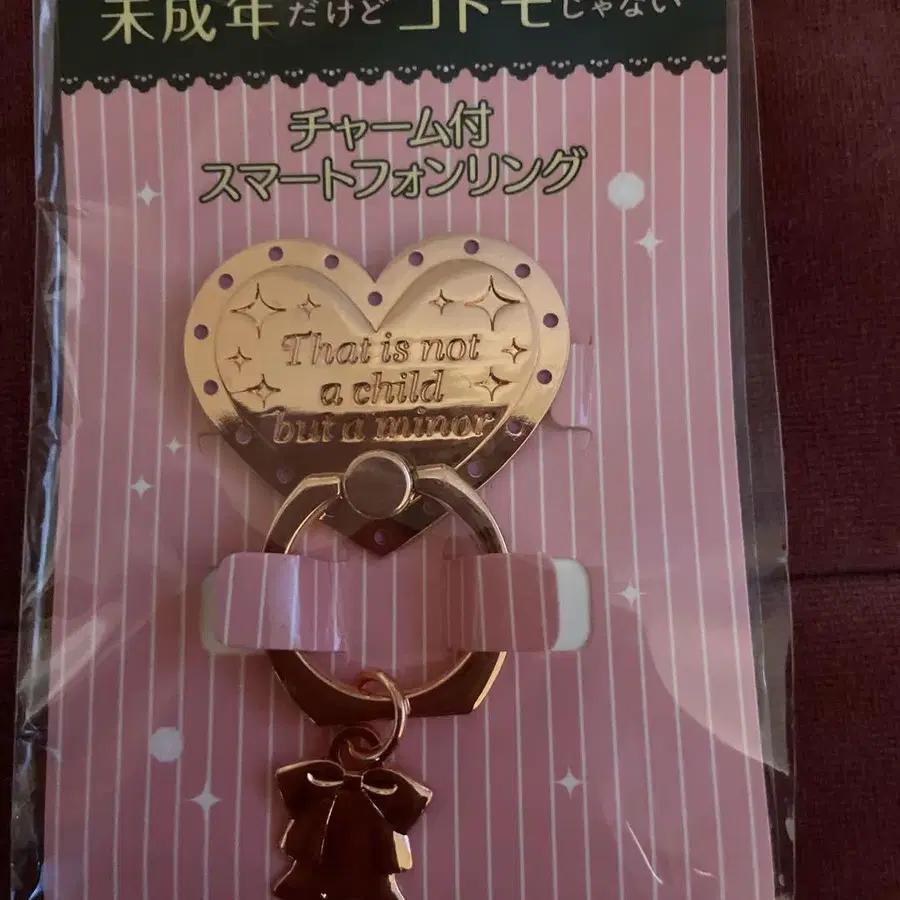 未成年だけどコドモじゃない
チャーム付
スマートフォンリング
That is not
a child
but a minor